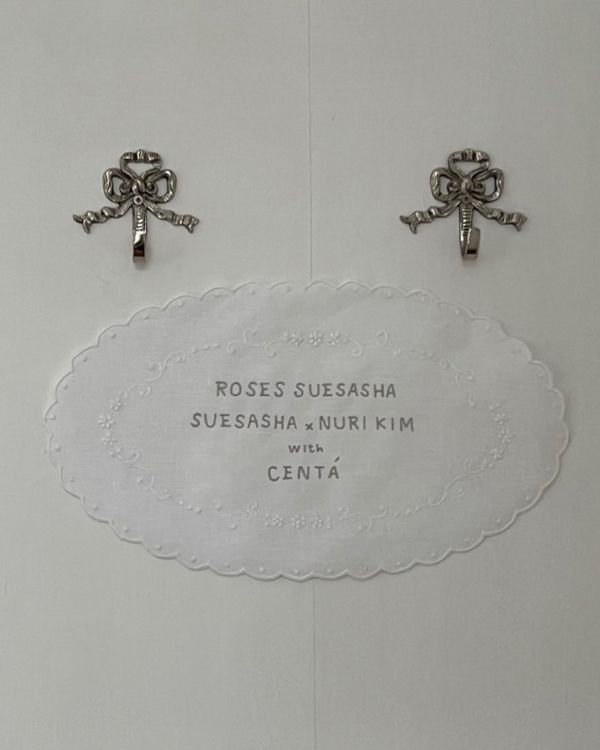 ROSES SUESASHA
SUESASHA x NURI KIM
with
CENTÁ